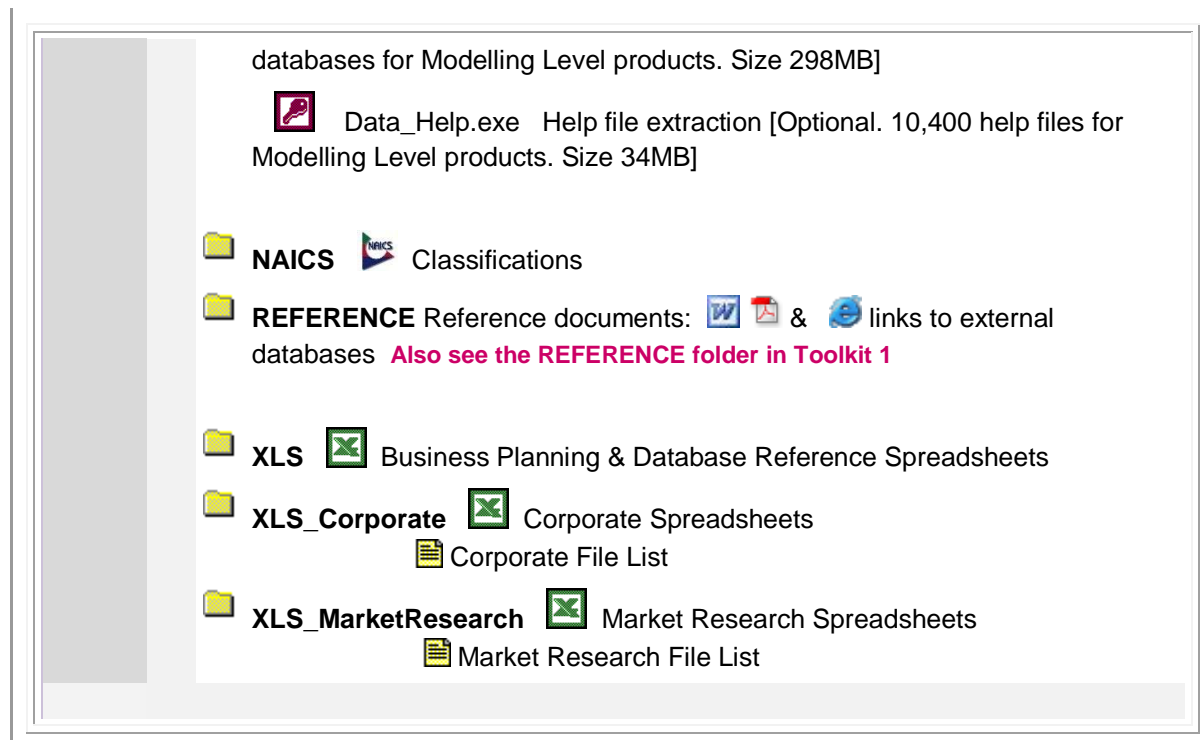 databases for Modelling Level products. Size 298MB]
Data_Help.exe Help file extraction [Optional. 10,400 help files for
Modelling Level products. Size 34MB]
NAICS NAICS Classifications
REFERENCE Reference documents: W & e links to external
databases Also see the REFERENCE folder in Toolkit 1
XLS Business Planning & Database Reference Spreadsheets
XLS_Corporate Corporate Spreadsheets
Corporate File List
XLS_MarketResearch Market Research Spreadsheets
Market Research File List